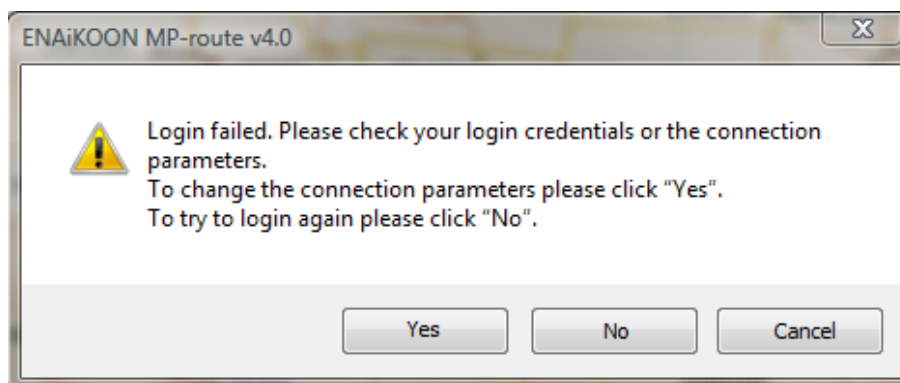 ENAiKOON MP-route v4.0
Login failed. Please check your login credentials or the connection
parameters.
To change the connection parameters please click "Yes".
To try to login again please click "No".
Yes
No
Cancel